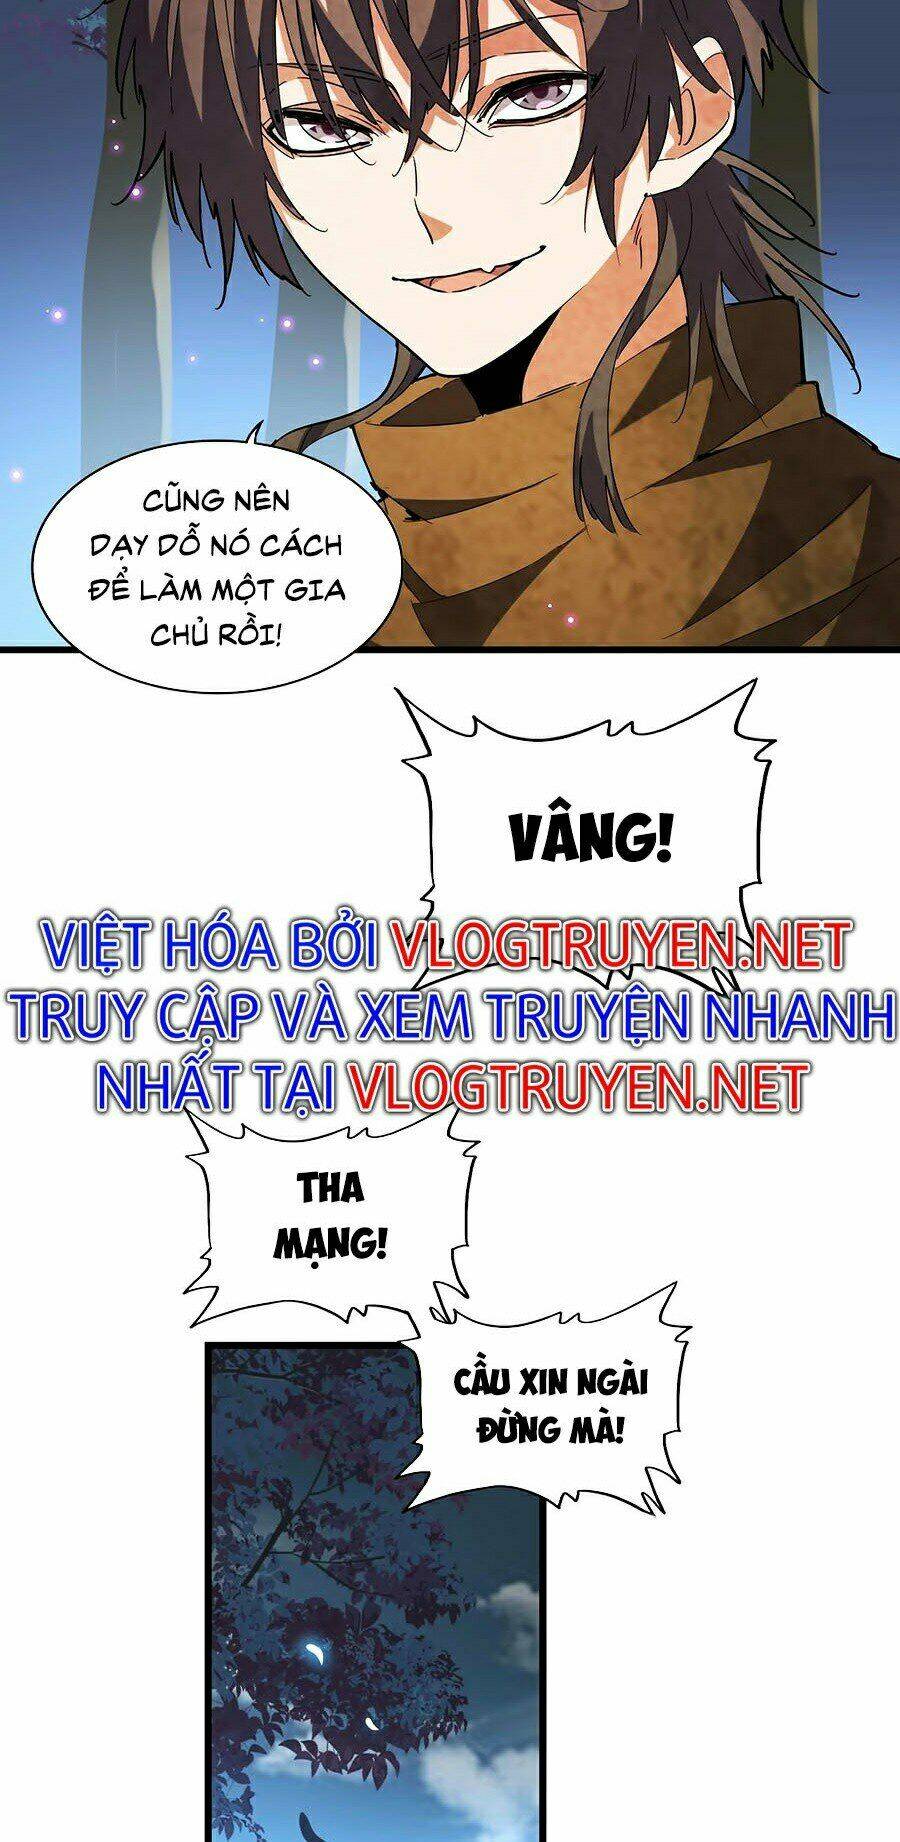 CŨNG NÊN
DẠY DỖ NÓ CÁCH
ĐỂ LÀM MỘT GIA
CHỦ RỒI!
VÂNG!
VIỆT HÓA BỞI VLOGTRUYEN.NET
TRUY CẬP VÀ XEM TRUYỆN NHANH
NHẤT TẠI VLOGTRUYEN.NET
THA
MẠNG!
CẦU XIN NGÀI
ĐỪNG MÀ!